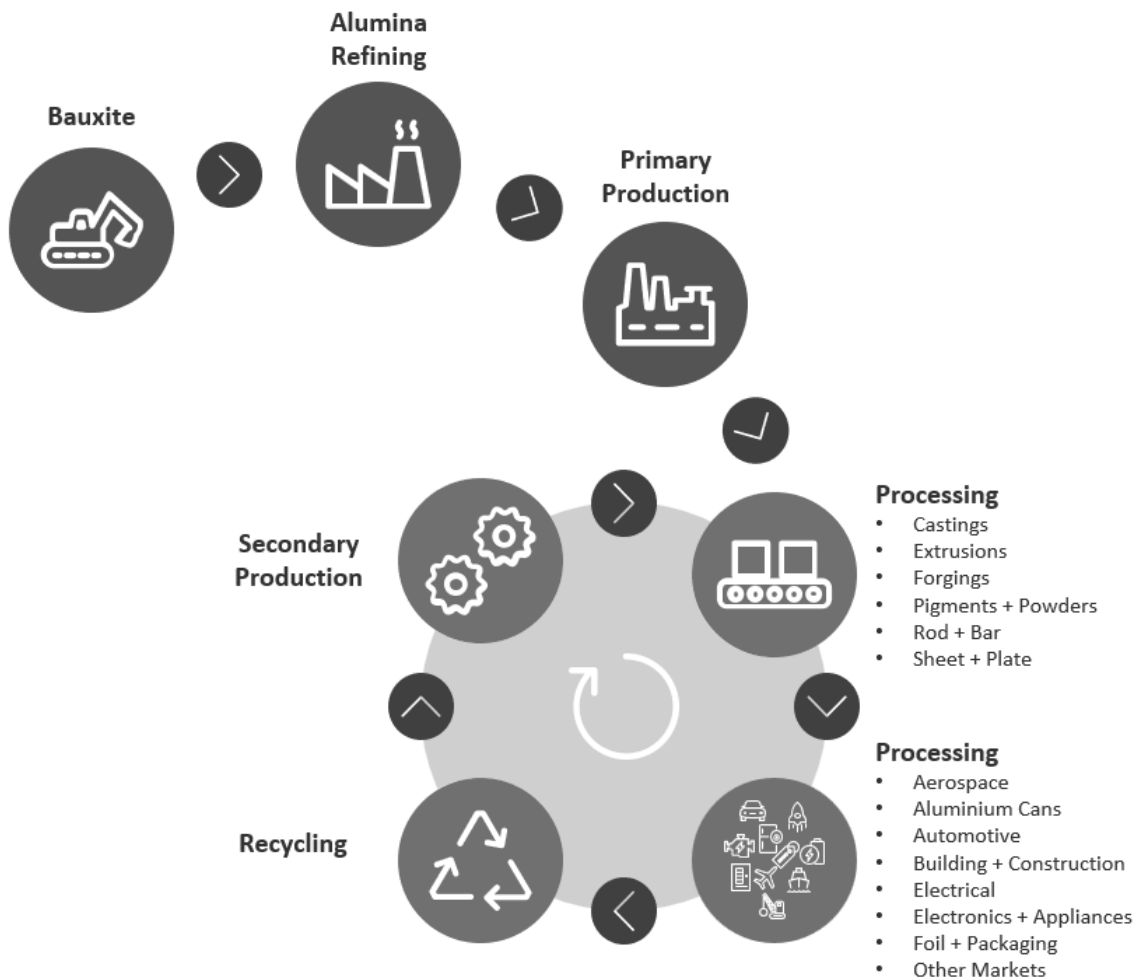 Alumina
Refining
Bauxite
Primary
Production
Processing
• Castings
• Extrusions
• Forgings
• Pigments + Powders
• Rod + Bar
• Sheet + Plate
Secondary
Production
Processing
• Aerospace
• Aluminium Cans
• Automotive
• Building + Construction
• Electrical
• Electronics + Appliances
• Foil + Packaging
• Other Markets
Recycling